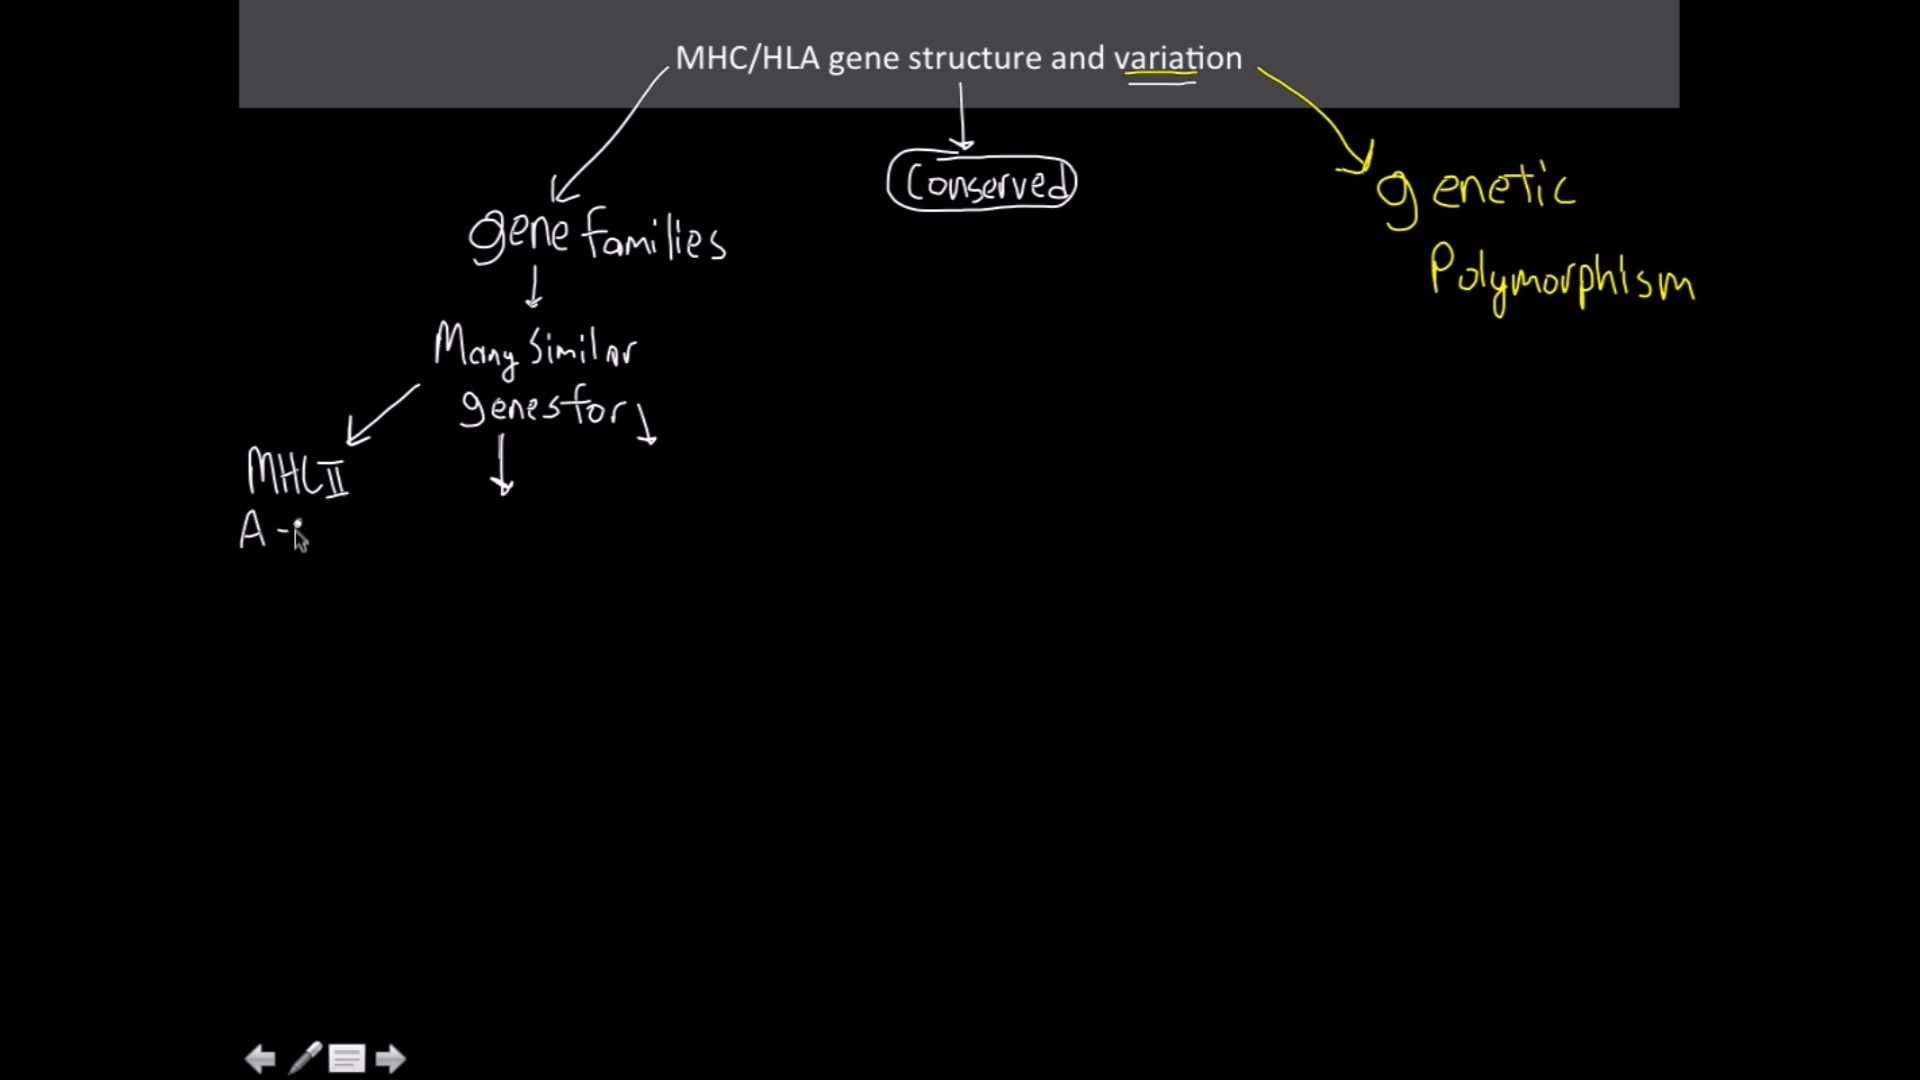 MHC/HLA gene structure and variation
Conserved
genetic
Polymorphism
gene families
Many similar
genes for
MHC II
A -